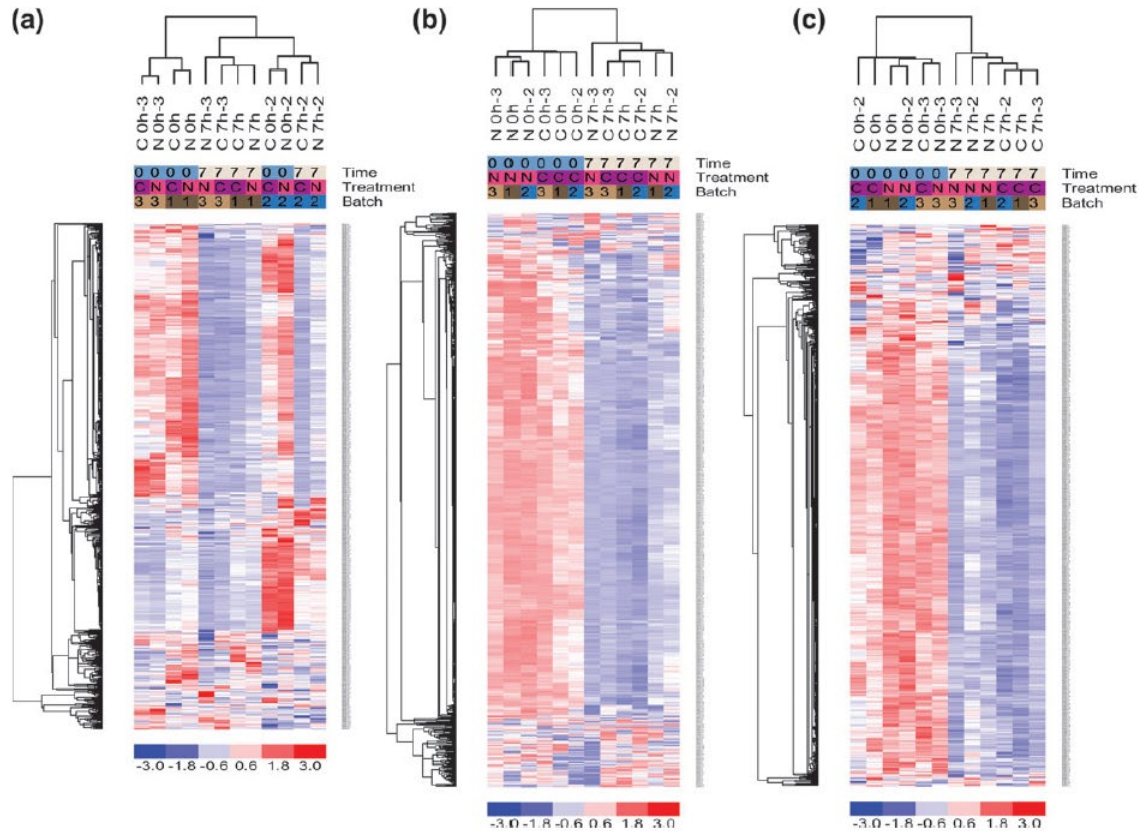 (a)
C 0h-3
N 0h-3
C 0h
N 0h
N 7h-3
C 7h-3
C 7h
N 7h
C 0h-2
N 0h-2
C 7h-2
N 7h-2
0 0 0 0 7 7 7 7 0 0 7 7 Time
C N C N N C C N C N C N Treatment
3 3 1 1 3 3 1 1 2 2 2 2 Batch
-3.0 -1.8 -0.6 0.6 1.8 3.0
(b)
N 0h-3
N 0h
N 0h-2
C 0h-3
C 0h
C 0h-2
N 7h-3
C 7h-3
C 7h
C 7h-2
N 7h
N 7h-2
0 0 0 0 0 0 7 7 7 7 7 7 Time
N N N C C C N C C C N N Treatment
3 1 2 3 1 2 3 3 1 2 1 2 Batch
-3.0 -1.8 -0.6 0.6 1.8 3.0
(c)
C 0h-2
C 0h
N 0h
N 0h-2
C 0h-3
N 0h-3
N 7h-3
N 7h-2
N 7h
C 7h-2
C 7h
C 7h-3
0 0 0 0 0 0 7 7 7 7 7 7 Time
C C N N C N N N N C C C Treatment
2 1 1 2 3 3 3 2 1 2 1 3 Batch
-3.0 -1.8 -0.6 0.6 1.8 3.0